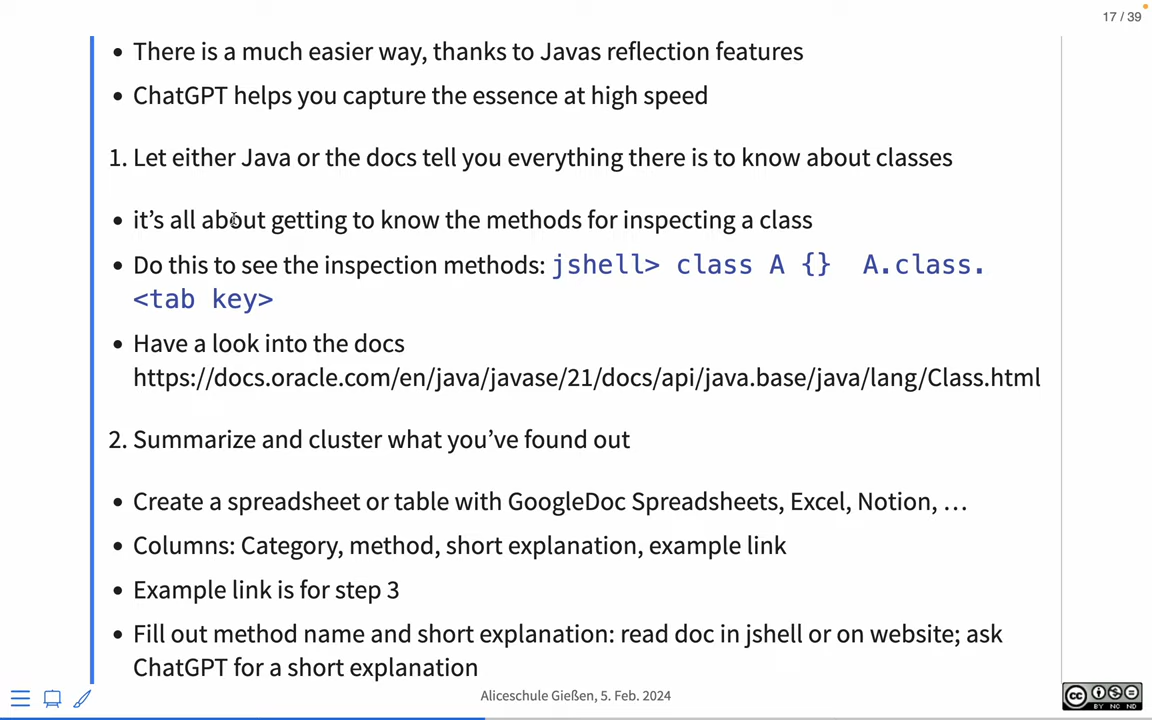 17 / 39
• There is a much easier way, thanks to Javas reflection features
• ChatGPT helps you capture the essence at high speed
1. Let either Java or the docs tell you everything there is to know about classes
• it’s all about getting to know the methods for inspecting a class
• Do this to see the inspection methods: jshell> class A {}  A.class.
<tab key>
• Have a look into the docs
https://docs.oracle.com/en/java/javase/21/docs/api/java.base/java/lang/Class.html
2. Summarize and cluster what you’ve found out
• Create a spreadsheet or table with GoogleDoc Spreadsheets, Excel, Notion, …
• Columns: Category, method, short explanation, example link
• Example link is for step 3
• Fill out method name and short explanation: read doc in jshell or on website; ask
ChatGPT for a short explanation
Aliceschule Gießen, 5. Feb. 2024
CC BY NC ND